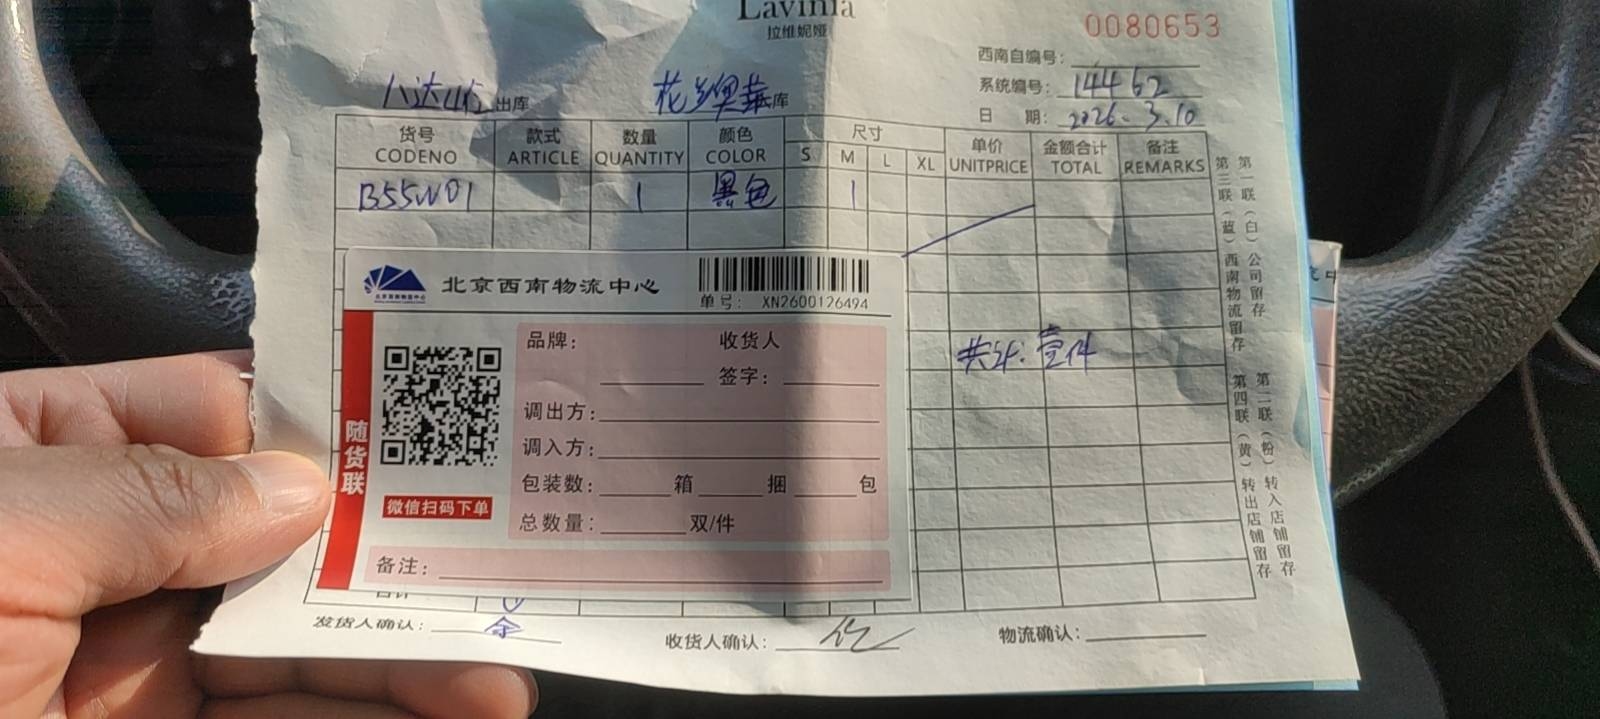 Lavinia
拉维妮娅
0080653
西南自编号：
系统编号：14462
日 期：2026.3.10
八达岭 出库 花乡奥莱 库
货号 款式 数量 颜色 尺寸 单价 金额合计 备注
CODENO ARTICLE QUANTITY COLOR S M L XL UNITPRICE TOTAL REMARKS
B55W01 1 黑色 1
共计：壹件
北京西南物流中心
单号： XN2600126494
随货联
微信扫码下单
品牌： 收货人
签字：
调出方：
调入方：
包装数： 箱 捆 包
总数量： 双/件
备注：
合计
发货人确认： 余 收货人确认： 物流确认：
第一联（白）公司留存
第三联（蓝）西南物流留存
第二联（粉）转入店铺留存
第四联（黄）转出店铺留存